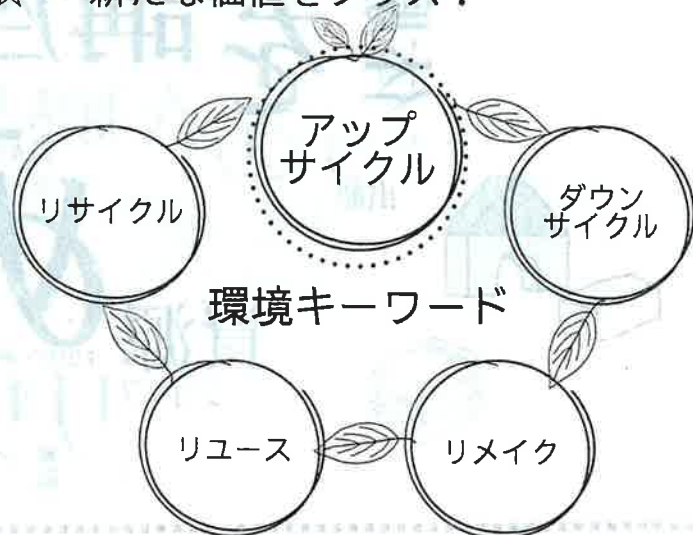 新たな価値をプラス！
アップ
サイクル
リサイクル
ダウン
サイクル
環境キーワード
リユース
リメイク